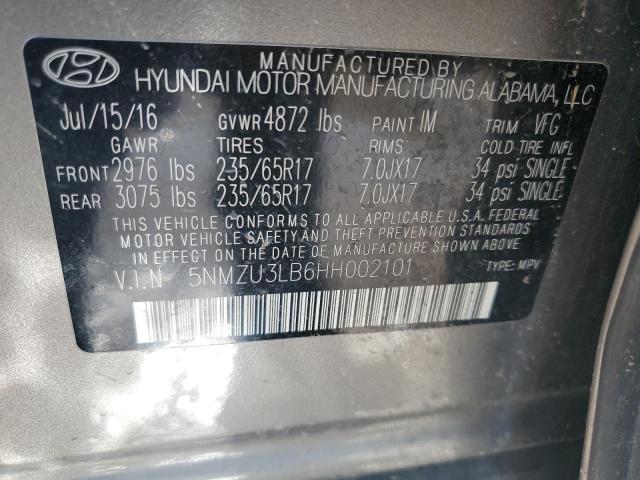 MANUFACTURED BY
HYUNDAI MOTOR MANUFACTURING ALABAMA, LLC
Jul/15/16 GVWR 4872 lbs PAINT IM TRIM VFG
GAWR TIRES RIMS COLD TIRE INFL
FRONT 2976 lbs 235/65R17 7.0JX17 34 psi SINGLE
REAR 3075 lbs 235/65R17 7.0JX17 34 psi SINGLE
THIS VEHICLE CONFORMS TO ALL APPLICABLE U.S.A. FEDERAL
MOTOR VEHICLE SAFETY AND THEFT PREVENTION STANDARDS
IN EFFECT ON THE DATE OF MANUFACTURE SHOWN ABOVE.
V.I.N 5NMZU3LB6HH002101 TYPE: MPV